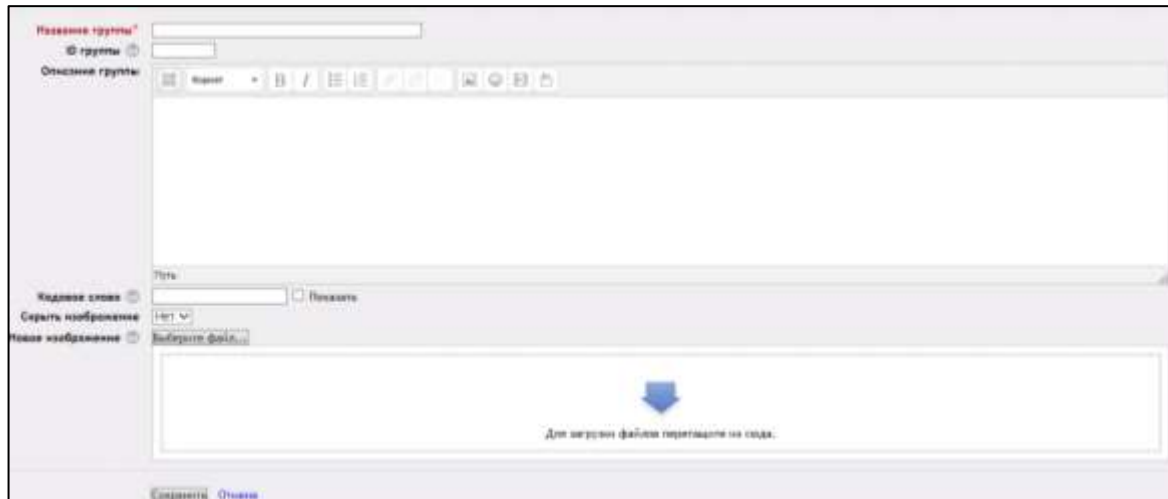 Название группы*
ID группы
Описание группы
Формат
B I
Путь
Кодовое слово Показать
Скрыть изображение Нет
Новое изображение Выберите файл...
Для загрузки файлов перетащите их сюда.
Сохранить Отмена